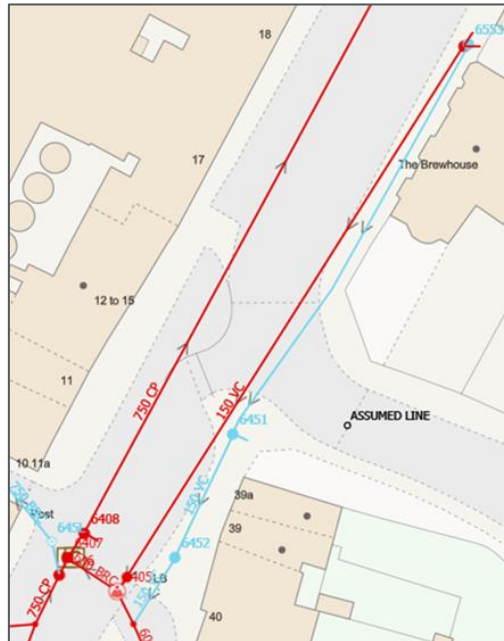 18
6553
17
The Brewhouse
12 to 15
11
750 CP
150 VC
6451
ASSUMED LINE
10 11a
39a
150 VC
Post
6408
39
6407
6452
LB
750 CP
40